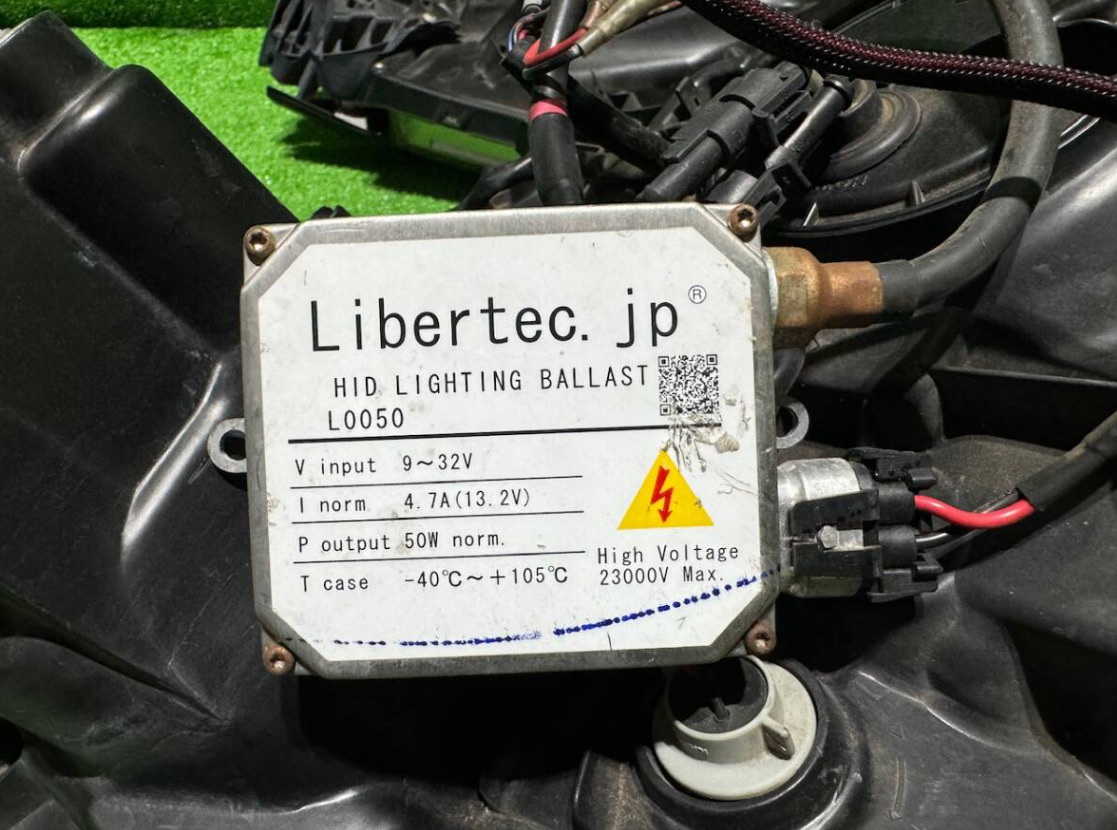 Libertec.jp®
HID LIGHTING BALLAST
L0050
V input 9～32V
I norm 4.7A(13.2V)
P output 50W norm.
T case -40℃～+105℃
High Voltage
23000V Max.